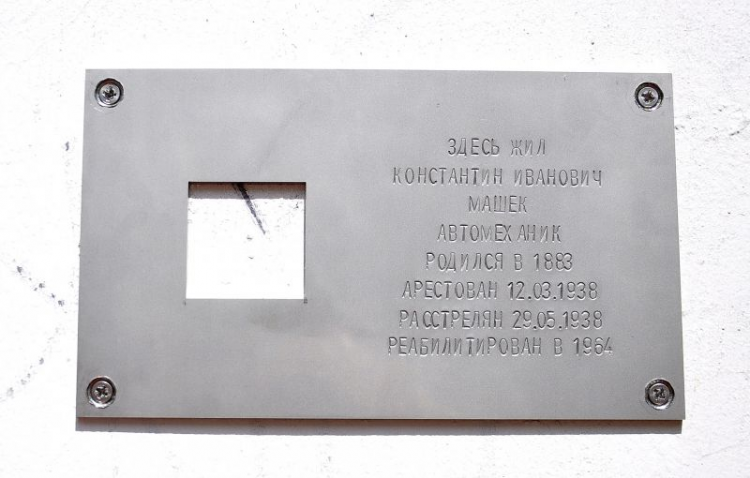 ЗДЕСЬ ЖИЛ
КОНСТАНТИН ИВАНОВИЧ
МАШЕК
АВТОМЕХАНИК
РОДИЛСЯ В 1883
АРЕСТОВАН 12.03.1938
РАССТРЕЛЯН 29.05.1938
РЕАБИЛИТИРОВАН В 1964